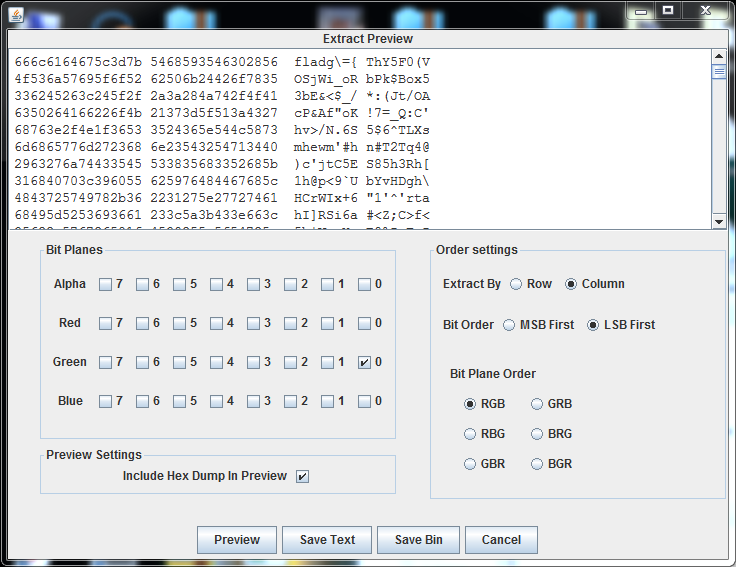 Extract Preview
666c6164675c3d7b 5468593546302856 fladg\={ ThY5F0(V
4f536a57695f6f52 62506b24426f7835 OSjWi_oR bPk$Box5
336245263c245f2f 2a3a284a742f4f41 3bE&<$_/ *:(Jt/OA
6350264166226f4b 21373d5f513a4327 cP&Af"oK !7=_Q:C'
68763e2f4e1f3653 3524365e544c5873 hv>/N.6S 5$6^TLXs
6d6865776d272368 6e23543254713440 mhewm'#h n#T2Tq4@
2963276a74433545 533835683352685b )c'jtC5E S85h3Rh[
316840703c396055 625976484467685c 1h@p<9`U bYvHDgh\
4843725749782b36 2231275e27727461 HCrWIx+6 "1'^'rta
68495d5253693661 233c5a3b433e663c hI]RSi6a #<Z;C>f<
Bit Planes
Alpha 7 6 5 4 3 2 1 0
Red 7 6 5 4 3 2 1 0
Green 7 6 5 4 3 2 1 0
Blue 7 6 5 4 3 2 1 0
Preview Settings
Include Hex Dump In Preview
Order settings
Extract By Row Column
Bit Order MSB First LSB First
Bit Plane Order
RGB GRB
RBG BRG
GBR BGR
Preview Save Text Save Bin Cancel